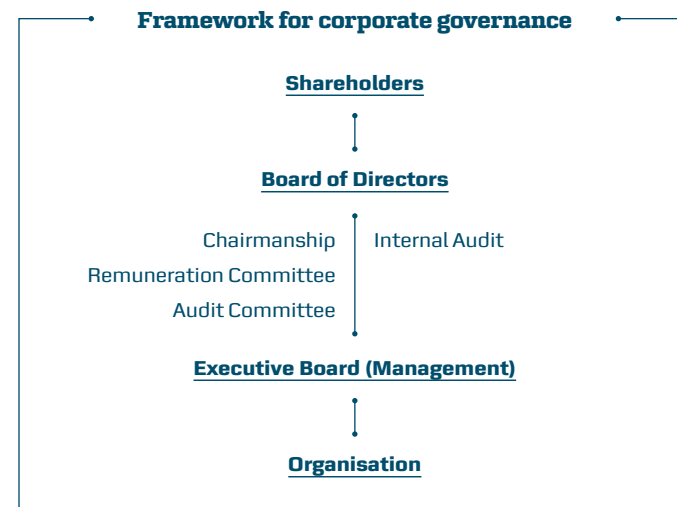 Framework for corporate governance
Shareholders
Board of Directors
Chairmanship
Internal Audit
Remuneration Committee
Audit Committee
Executive Board (Management)
Organisation